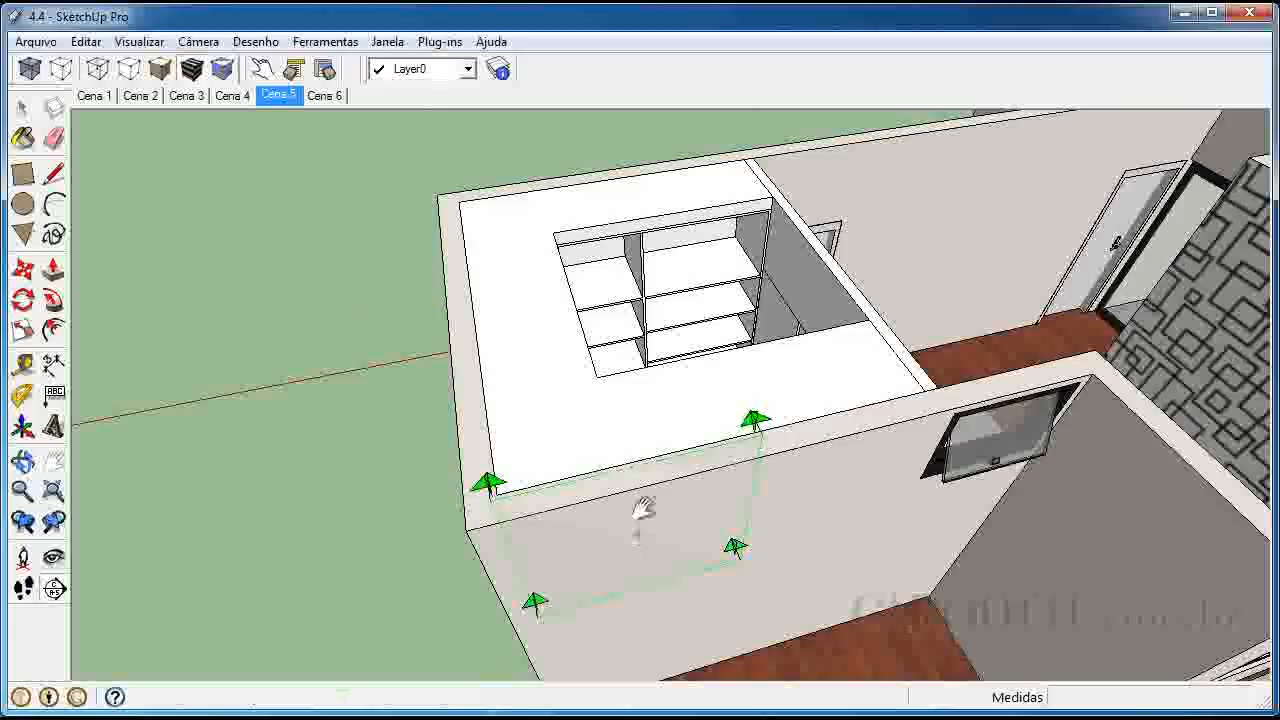 4.4 - SketchUp Pro
Arquivo Editar Visualizar Câmera Desenho Ferramentas Janela Plug-ins Ajuda
Layer0
Cena 1 Cena 2 Cena 3 Cena 4 Cena 5 Cena 6
ABC
Medidas